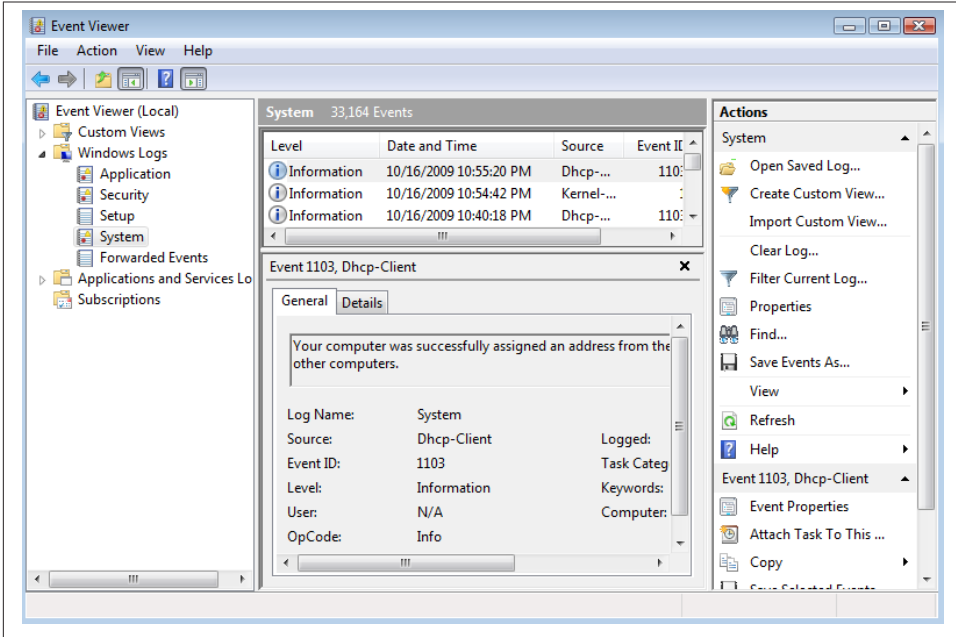 Event Viewer
File Action View Help
Event Viewer (Local)
Custom Views
Windows Logs
Application
Security
Setup
System
Forwarded Events
Applications and Services Lo
Subscriptions
System 33,164 Events
Level Date and Time Source Event ID
Information 10/16/2009 10:55:20 PM Dhcp-... 1103
Information 10/16/2009 10:54:42 PM Kernel-...
Information 10/16/2009 10:40:18 PM Dhcp-... 1103
Event 1103, Dhcp-Client
General Details
Your computer was successfully assigned an address from the
other computers.
Log Name: System
Source: Dhcp-Client Logged:
Event ID: 1103 Task Categ
Level: Information Keywords:
User: N/A Computer:
OpCode: Info
Actions
System
Open Saved Log...
Create Custom View...
Import Custom View...
Clear Log...
Filter Current Log...
Properties
Find...
Save Events As...
View
Refresh
Help
Event 1103, Dhcp-Client
Event Properties
Attach Task To This ...
Copy
Save Selected Events